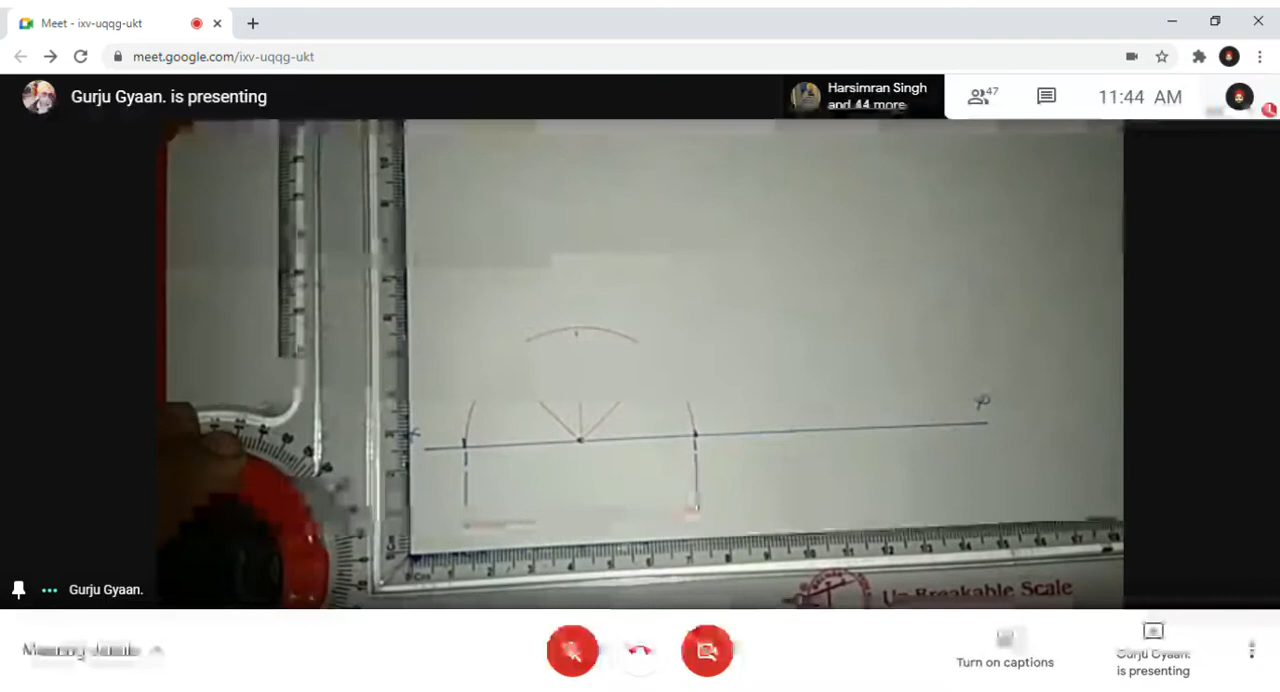 Meet - ixv-uqqg-ukt
meet.google.com/ixv-uqqg-ukt
Gurju Gyaan. is presenting
Harsimran Singh
and 44 more
47
11:44 AM
Un-Breakable Scale
Gurju Gyaan.
Turn on captions
Gurju Gyaan.
is presenting